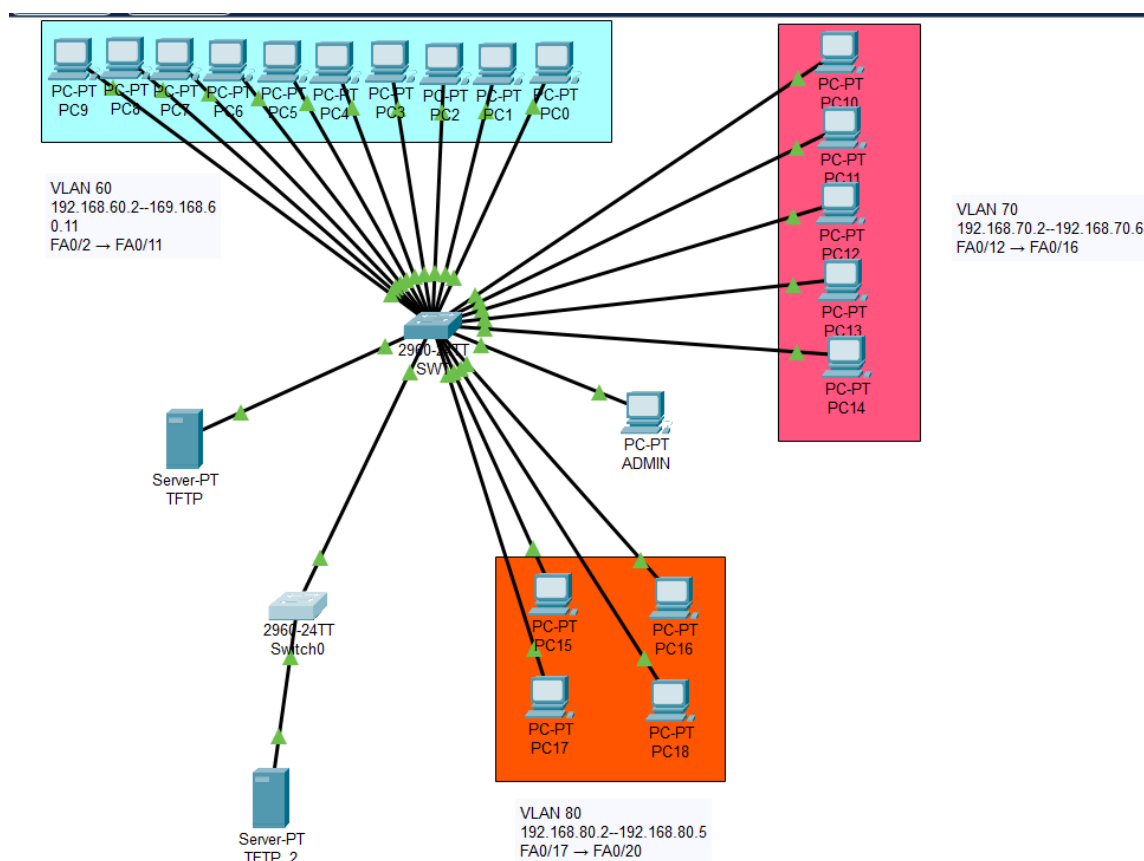 PC-PT
PC9
PC-PT
PC8
PC-PT
PC7
PC-PT
PC6
PC-PT
PC5
PC-PT
PC4
PC-PT
PC3
PC-PT
PC2
PC-PT
PC1
PC-PT
PC0
PC-PT
PC10
PC-PT
PC11
PC-PT
PC12
PC-PT
PC13
PC-PT
PC14
VLAN 60
192.168.60.2--169.168.6
0.11
FA0/2 → FA0/11
VLAN 70
192.168.70.2--192.168.70.6
FA0/12 → FA0/16
2960-24TT
SW1
Server-PT
TFTP
PC-PT
ADMIN
2960-24TT
Switch0
PC-PT
PC15
PC-PT
PC16
PC-PT
PC17
PC-PT
PC18
Server-PT
TFTP_2
VLAN 80
192.168.80.2--192.168.80.5
FA0/17 → FA0/20